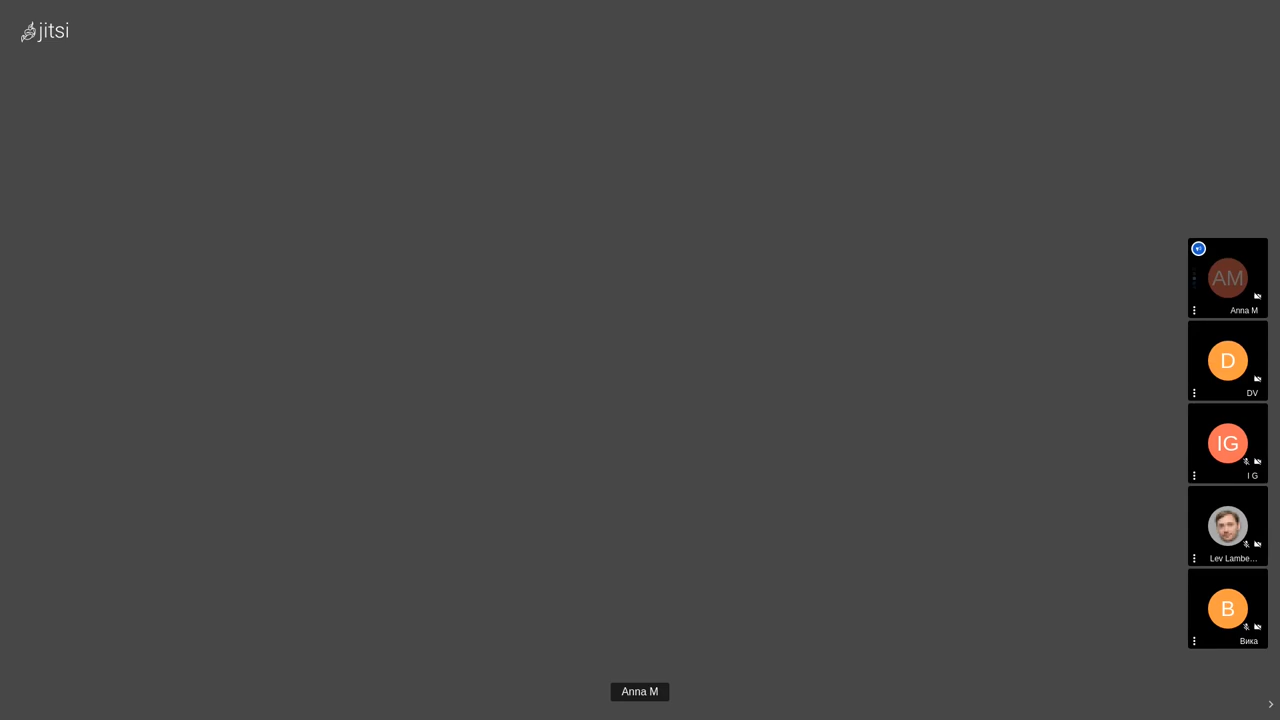 jitsi
AM
Anna M
D
DV
IG
I G
Lev Lambe…
В
Вика
Anna M